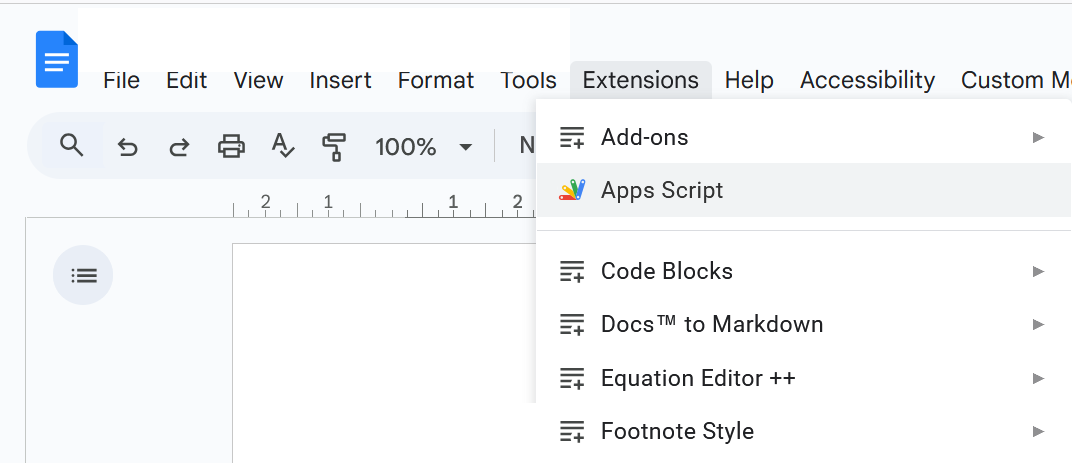 File Edit View Insert Format Tools Extensions Help Accessibility Custom
100%
Add-ons
Apps Script
2 1 1 2
Code Blocks
Docs™ to Markdown
Equation Editor ++
Footnote Style